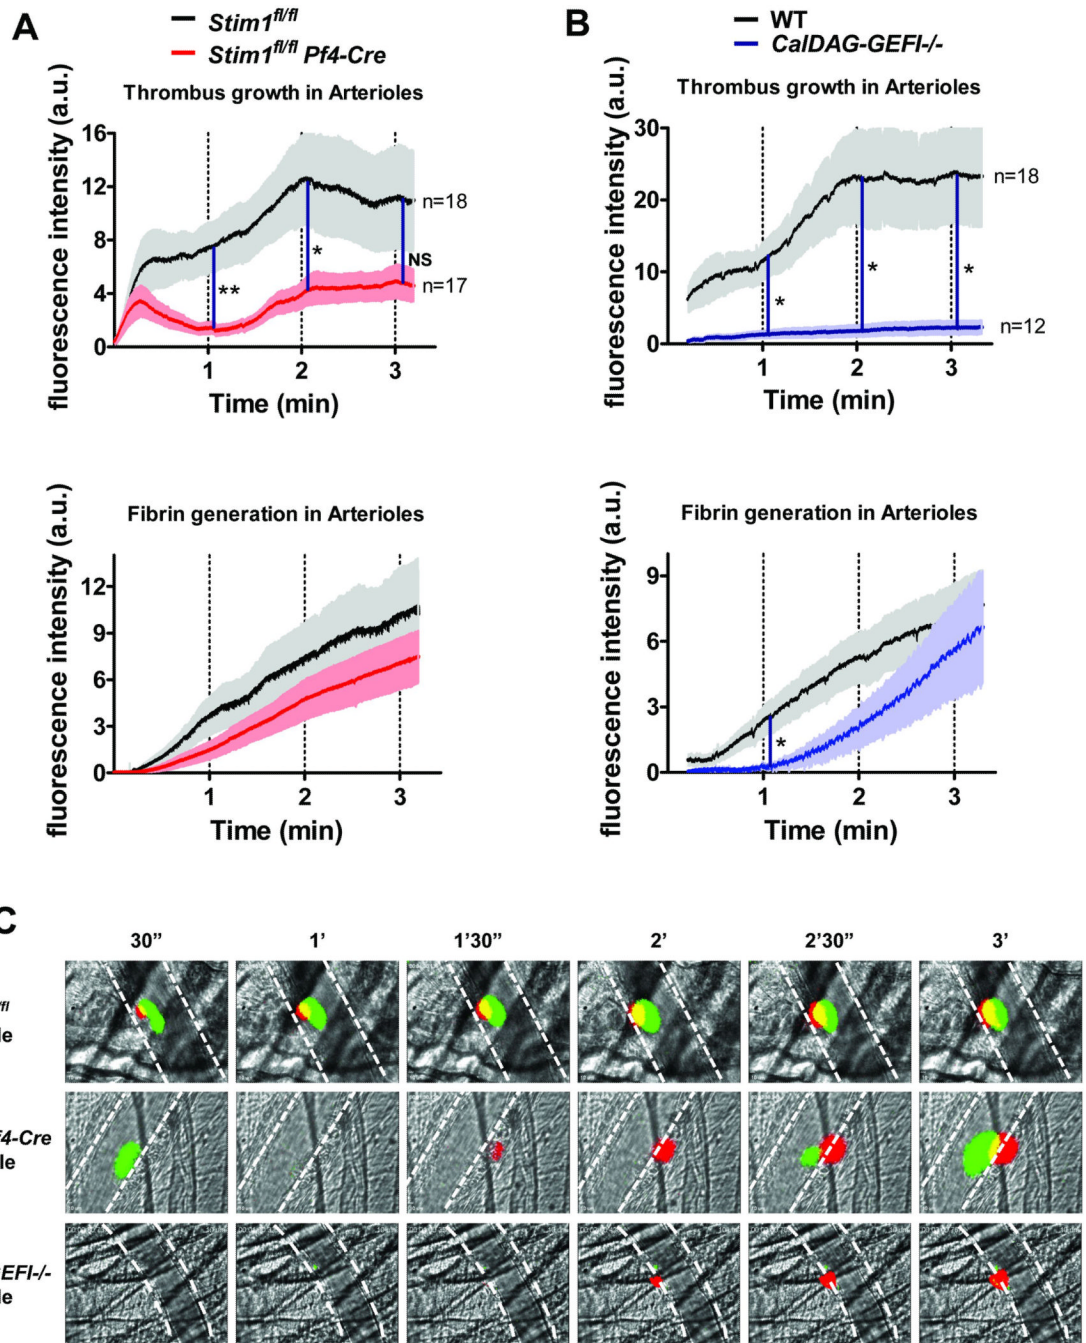 A
Stim1fl/fl
Stim1fl/fl Pf4-Cre
Thrombus growth in Arterioles
fluorescence intensity (a.u.)
16
12
8
4
0
n=18
n=17
**
*
NS
1
2
3
Time (min)
B
WT
CalDAG-GEFI-/-
Thrombus growth in Arterioles
fluorescence intensity (a.u.)
30
20
10
0
n=18
n=12
*
*
*
1
2
3
Time (min)
Fibrin generation in Arterioles
fluorescence intensity (a.u.)
12
9
6
3
0
1
2
3
Time (min)
Fibrin generation in Arterioles
fluorescence intensity (a.u.)
9
6
3
0
*
1
2
3
Time (min)
C
30”
1’
1’30”
2’
2’30”
3’
/fl
le
f4-Cre
le
EFI-/-
le